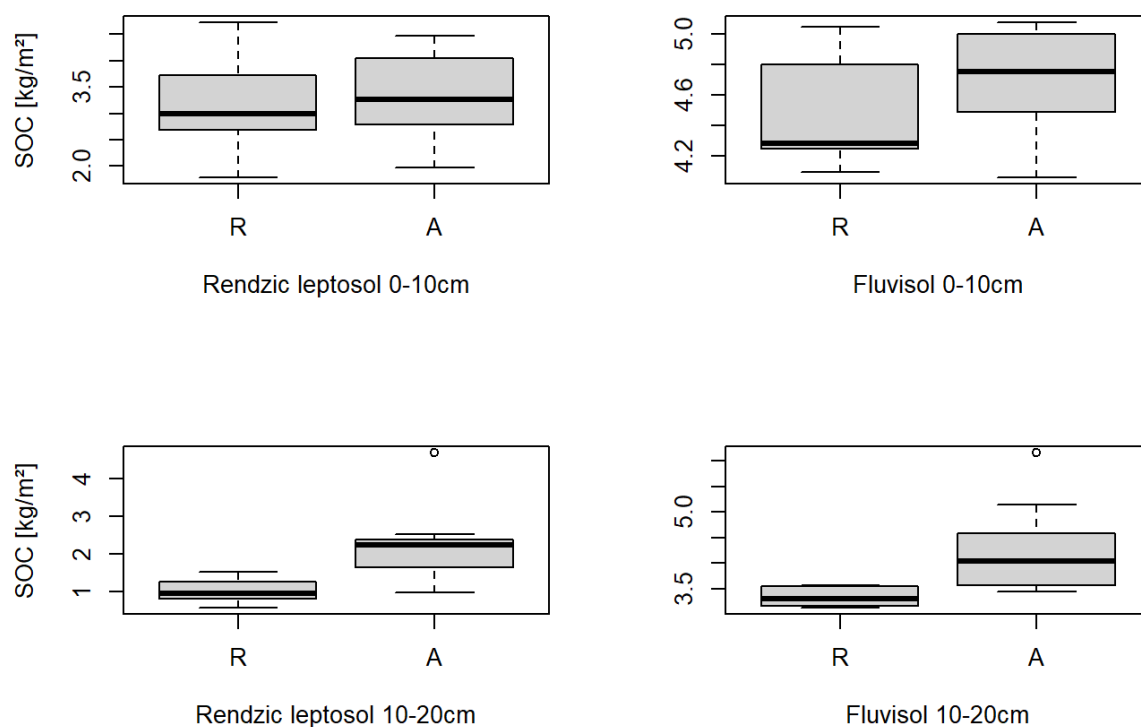 SOC [kg/m²]
3.5
2.0
R
A
Rendzic leptosol 0-10cm
5.0
4.6
4.2
R
A
Fluvisol 0-10cm
SOC [kg/m²]
4
3
2
1
R
A
Rendzic leptosol 10-20cm
5.0
3.5
R
A
Fluvisol 10-20cm